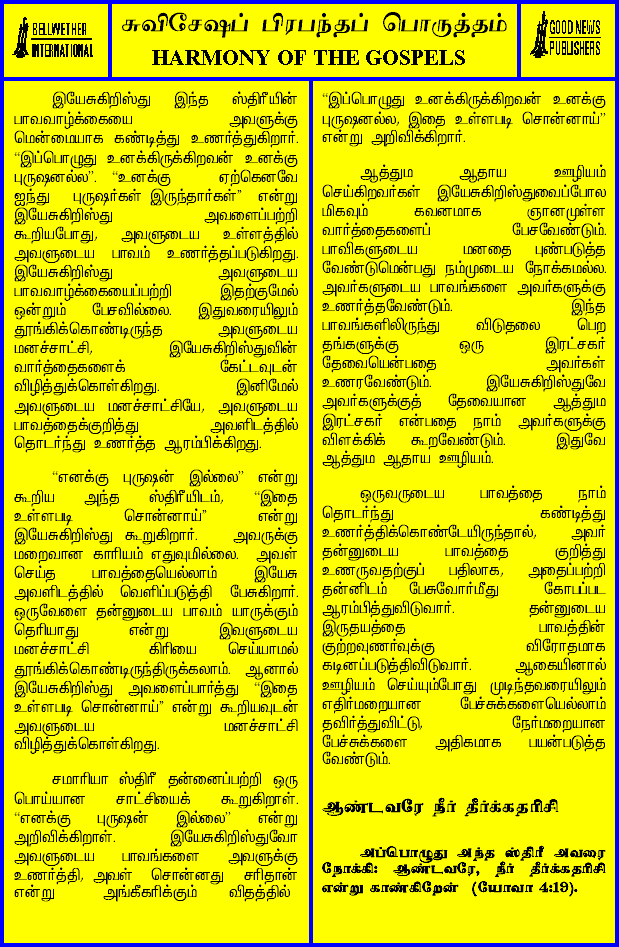 BELLWETHER
INTERNATIONAL
சுவிசேஷப் பிரபந்தப் பொருத்தம்
HARMONY OF THE GOSPELS
GOOD NEWS
PUBLISHERS
இயேசுகிறிஸ்து இந்த ஸ்திரீயின்
பாவவாழ்க்கையை அவளுக்கு
மென்மையாக கண்டித்து உணர்த்துகிறார்.
“இப்பொழுது உனக்கிருக்கிறவன் உனக்கு
புருஷனல்ல”. “உனக்கு ஏற்கெனவே
ஐந்து புருஷர்கள் இருந்தார்கள்” என்று
இயேசுகிறிஸ்து அவளைப்பற்றி
கூறியபோது, அவளுடைய உள்ளத்தில்
அவளுடைய பாவம் உணர்த்தப்படுகிறது.
இயேசுகிறிஸ்து அவளுடைய
பாவவாழ்க்கையைப்பற்றி இதற்குமேல்
ஒன்றும் பேசவில்லை. இதுவரையிலும்
தூங்கிக்கொண்டிருந்த அவளுடைய
மனச்சாட்சி, இயேசுகிறிஸ்துவின்
வார்த்தைகளைக் கேட்டவுடன்
விழித்துக்கொள்கிறது. இனிமேல்
அவளுடைய மனச்சாட்சியே, அவளுடைய
பாவத்தைக்குறித்து அவளிடத்தில்
தொடர்ந்து உணர்த்த ஆரம்பிக்கிறது.
“எனக்கு புருஷன் இல்லை” என்று
கூறிய அந்த ஸ்திரீயிடம், “இதை
உள்ளபடி சொன்னாய்” என்று
இயேசுகிறிஸ்து கூறுகிறார். அவருக்கு
மறைவான காரியம் எதுவுமில்லை. அவள்
செய்த பாவத்தையெல்லாம் இயேசு
அவளிடத்தில் வெளிப்படுத்தி பேசுகிறார்.
ஒருவேளை தன்னுடைய பாவம் யாருக்கும்
தெரியாது என்று இவளுடைய
மனச்சாட்சி கிரியை செய்யாமல்
தூங்கிக்கொண்டிருந்திருக்கலாம். ஆனால்
இயேசுகிறிஸ்து அவளைப்பார்த்து “இதை
உள்ளபடி சொன்னாய்” என்று கூறியவுடன்
அவளுடைய மனச்சாட்சி
விழித்துக்கொள்கிறது.
சமாரியா ஸ்திரீ தன்னைப்பற்றி ஒரு
பொய்யான சாட்சியைக் கூறுகிறாள்.
“எனக்கு புருஷன் இல்லை” என்று
அறிவிக்கிறாள். இயேசுகிறிஸ்துவோ
அவளுடைய பாவங்களை அவளுக்கு
உணர்த்தி, அவள் சொன்னது சரிதான்
என்று அங்கீகரிக்கும் விதத்தில்
“இப்பொழுது உனக்கிருக்கிறவன் உனக்கு
புருஷனல்ல, இதை உள்ளபடி சொன்னாய்”
என்று அறிவிக்கிறார்.
ஆத்தும ஆதாய ஊழியம்
செய்கிறவர்கள் இயேசுகிறிஸ்துவைப்போல
மிகவும் கவனமாக ஞானமுள்ள
வார்த்தைகளைப் பேசவேண்டும்.
பாவிகளுடைய மனதை புண்படுத்த
வேண்டுமென்பது நம்முடைய நோக்கமல்ல.
அவர்களுடைய பாவங்களை அவர்களுக்கு
உணர்த்தவேண்டும். இந்த
பாவங்களிலிருந்து விடுதலை பெற
தங்களுக்கு ஒரு இரட்சகர்
தேவையென்பதை அவர்கள்
உணரவேண்டும். இயேசுகிறிஸ்துவே
அவர்களுக்குத் தேவையான ஆத்தும
இரட்சகர் என்பதை நாம் அவர்களுக்கு
விளக்கிக் கூறவேண்டும். இதுவே
ஆத்தும ஆதாய ஊழியம்.
ஒருவருடைய பாவத்தை நாம்
தொடர்ந்து கண்டித்து
உணர்த்திக்கொண்டேயிருந்தால், அவர்
தன்னுடைய பாவத்தை குறித்து
உணருவதற்குப் பதிலாக, அதைப்பற்றி
தன்னிடம் பேசுவோர்மீது கோபப்பட
ஆரம்பித்துவிடுவார். தன்னுடைய
இருதயத்தை பாவத்தின்
குற்றவுணர்வுக்கு விரோதமாக
கடினப்படுத்திவிடுவார். ஆகையினால்
ஊழியம் செய்யும்போது முடிந்தவரையிலும்
எதிர்மறையான பேச்சுக்களையெல்லாம்
தவிர்த்துவிட்டு, நேர்மறையான
பேச்சுக்களை அதிகமாக பயன்படுத்த
வேண்டும்.
ஆண்டவரே நீர் தீர்க்கதரிசி
அப்பொழுது அந்த ஸ்திரீ அவரை
நோக்கி: ஆண்டவரே, நீர் தீர்க்கதரிசி
என்று காண்கிறேன் (யோவா 4:19).